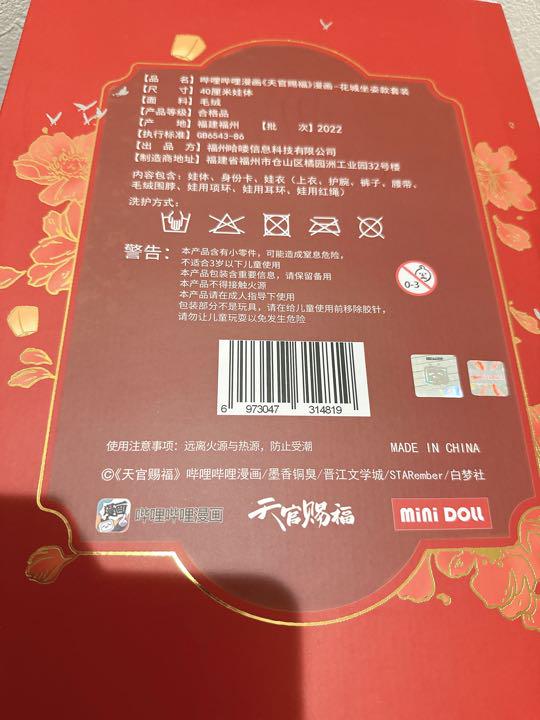 【品　　名】 哔哩哔哩漫画《天官赐福》漫画-花城坐姿款套装
【尺　　寸】 40厘米娃体
【面　　料】 毛绒
【产品等级】 合格品
【产　　地】 福建福州 【批　　次】 2022
【执行标准】 GB6543-86
【出 品 方】 福州哈喽信息科技有限公司
【制造商地址】 福建省福州市仓山区橘园洲工业园32号楼
内容包含：娃体、身份卡、娃衣（上衣、护腕、裤子、腰带、
毛绒围脖、娃用项环、娃用耳环、娃用红绳）
洗护方式：
警告：
本产品含有小零件，可能造成窒息危险，
不适合3岁以下儿童使用
本产品包装含重要信息，请保留备用
本产品不得接触火源
本产品请在成人指导下使用
包装部分不是玩具，请在给儿童使用前移除胶针，
请勿让儿童玩耍以免发生危险
0-3
6 973047 314819
使用注意事项：远离火源与热源，防止受潮
MADE IN CHINA
©《天官赐福》哔哩哔哩漫画/墨香铜臭/晋江文学城/STARember/白梦社
漫画
哔哩哔哩漫画
天官赐福
MiNi DOLL